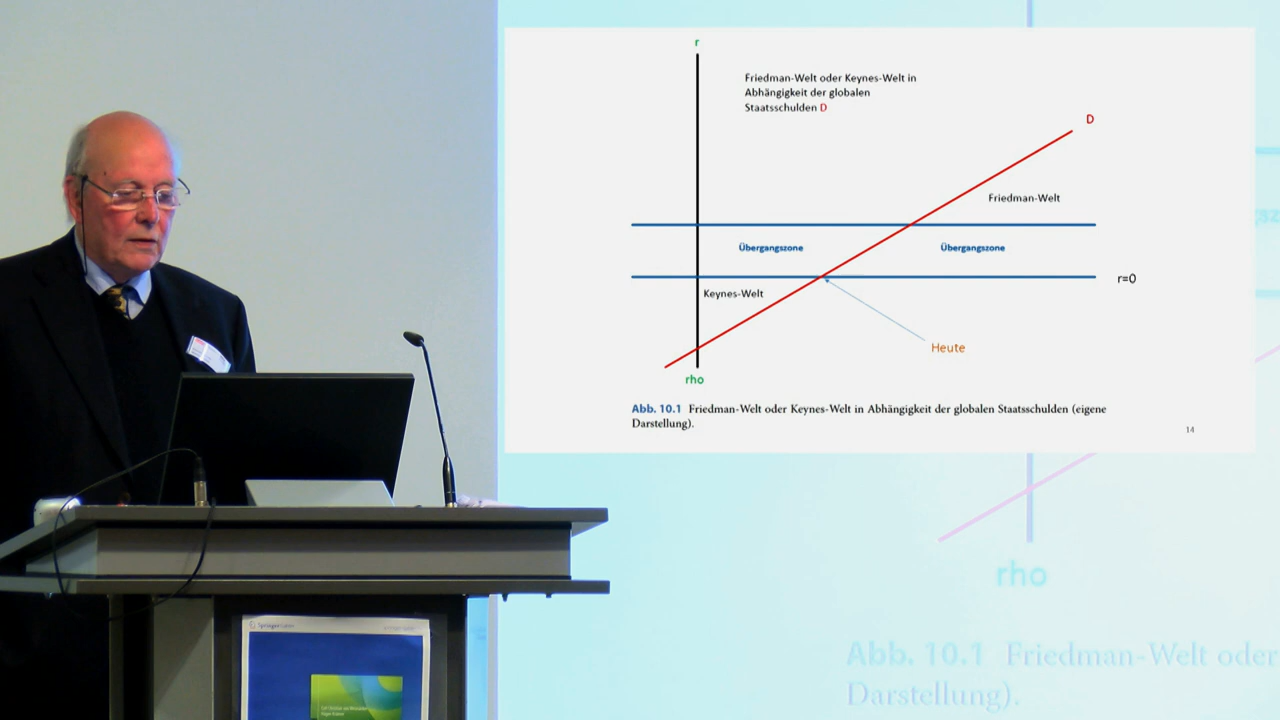 r
Friedman-Welt oder Keynes-Welt in
Abhängigkeit der globalen
Staatsschulden D
D
Friedman-Welt
Übergangszone
Übergangszone
r=0
Keynes-Welt
Heute
rho
Abb. 10.1 Friedman-Welt oder Keynes-Welt in Abhängigkeit der globalen Staatsschulden (eigene
Darstellung).
14
rho
Abb. 10.1 Friedman-Welt oder
Darstellung).